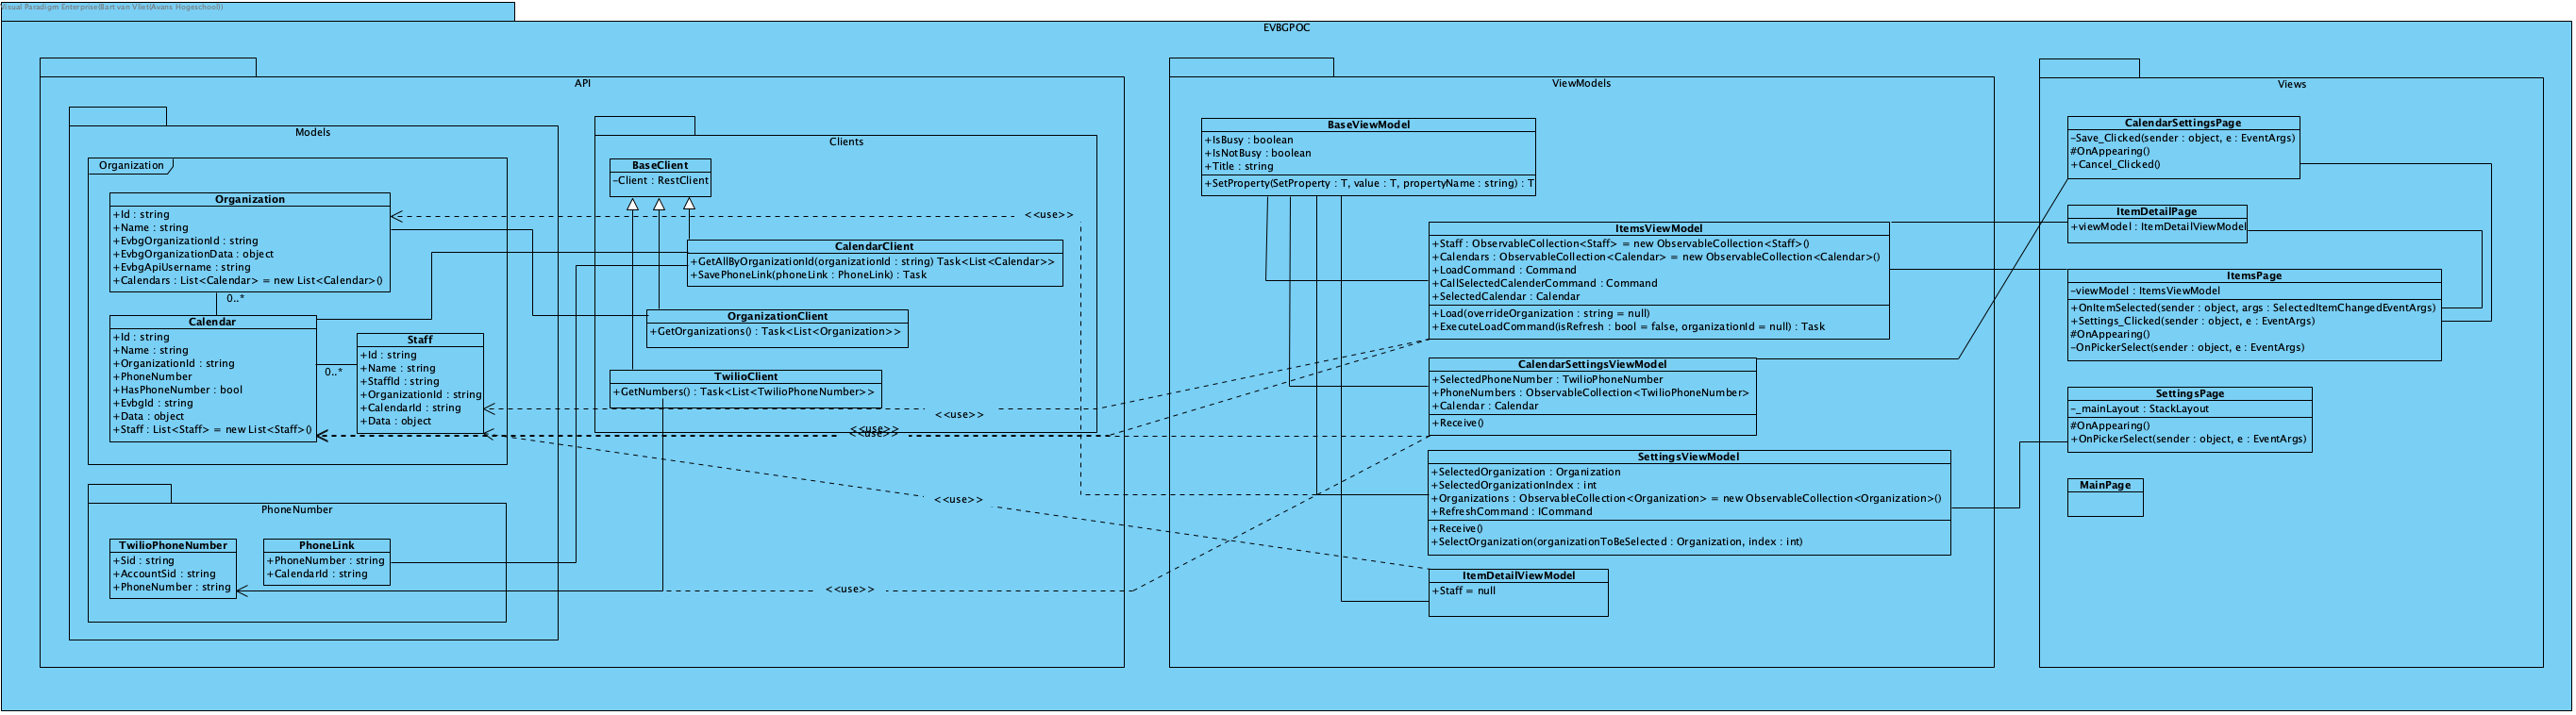 Visual Paradigm Enterprise(Bart van Vliet(Avans Hogeschool))
EVBGPOC
API
Models
Organization
Organization
+Id : string
+Name : string
+EvbgOrganizationId : string
+EvbgOrganizationData : object
+EvbgApiUsername : string
+Calendars : List<Calendar> = new List<Calendar>()
0..*
Calendar
+Id : string
+Name : string
+OrganizationId : string
+PhoneNumber
+HasPhoneNumber : bool
+EvbgId : string
+Data : object
+Staff : List<Staff> = new List<Staff>()
0..*
Staff
+Id : string
+Name : string
+StaffId : string
+OrganizationId : string
+CalendarId : string
+Data : object
PhoneNumber
TwilioPhoneNumber
+Sid : string
+AccountSid : string
+PhoneNumber : string
PhoneLink
+PhoneNumber : string
+CalendarId : string
Clients
BaseClient
-Client : RestClient
CalendarClient
+GetAllByOrganizationId(organizationId : string) Task<List<Calendar>>
+SavePhoneLink(phoneLink : PhoneLink) : Task
OrganizationClient
+GetOrganizations() : Task<List<Organization>>
TwilioClient
+GetNumbers() : Task<List<TwilioPhoneNumber>>
<<use>>
<<use>>
<<use>>
<<use>>
<<use>>
<<use>>
ViewModels
BaseViewModel
+IsBusy : boolean
+IsNotBusy : boolean
+Title : string
+SetProperty(SetProperty : T, value : T, propertyName : string) : T
ItemsViewModel
+Staff : ObservableCollection<Staff> = new ObservableCollection<Staff>()
+Calendars : ObservableCollection<Calendar> = new ObservableCollection<Calendar>()
+LoadCommand : Command
+CallSelectedCalenderCommand : Command
+SelectedCalendar : Calendar
+Load(overrideOrganization : string = null)
+ExecuteLoadCommand(isRefresh : bool = false, organizationId = null) : Task
CalendarSettingsViewModel
+SelectedPhoneNumber : TwilioPhoneNumber
+PhoneNumbers : ObservableCollection<TwilioPhoneNumber>
+Calendar : Calendar
+Receive()
SettingsViewModel
+SelectedOrganization : Organization
+SelectedOrganizationIndex : int
+Organizations : ObservableCollection<Organization> = new ObservableCollection<Organization>()
+RefreshCommand : ICommand
+Receive()
+SelectOrganization(organizationToBeSelected : Organization, index : int)
ItemDetailViewModel
+Staff = null
Views
CalendarSettingsPage
-Save_Clicked(sender : object, e : EventArgs)
#OnAppearing()
+Cancel_Clicked()
ItemDetailPage
+viewModel : ItemDetailViewModel
ItemsPage
-viewModel : ItemsViewModel
+OnItemSelected(sender : object, args : SelectedItemChangedEventArgs)
+Settings_Clicked(sender : object, e : EventArgs)
#OnAppearing()
-OnPickerSelect(sender : object, e : EventArgs)
SettingsPage
-_mainLayout : StackLayout
#OnAppearing()
+OnPickerSelect(sender : object, e : EventArgs)
MainPage